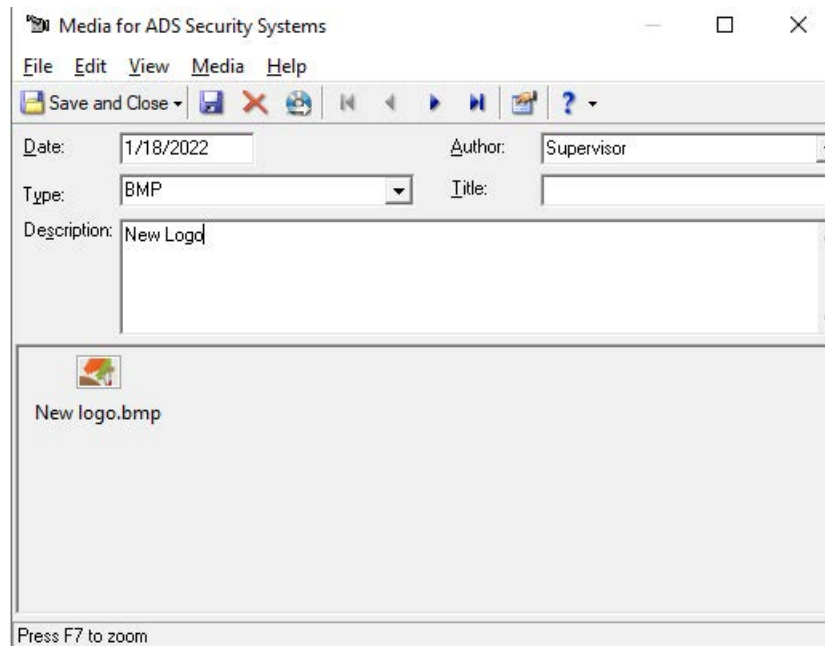 Media for ADS Security Systems
File Edit View Media Help
Save and Close ?
Date: 1/18/2022 Author: Supervisor
Type: BMP Title:
Description: New Logo
New logo.bmp
Press F7 to zoom